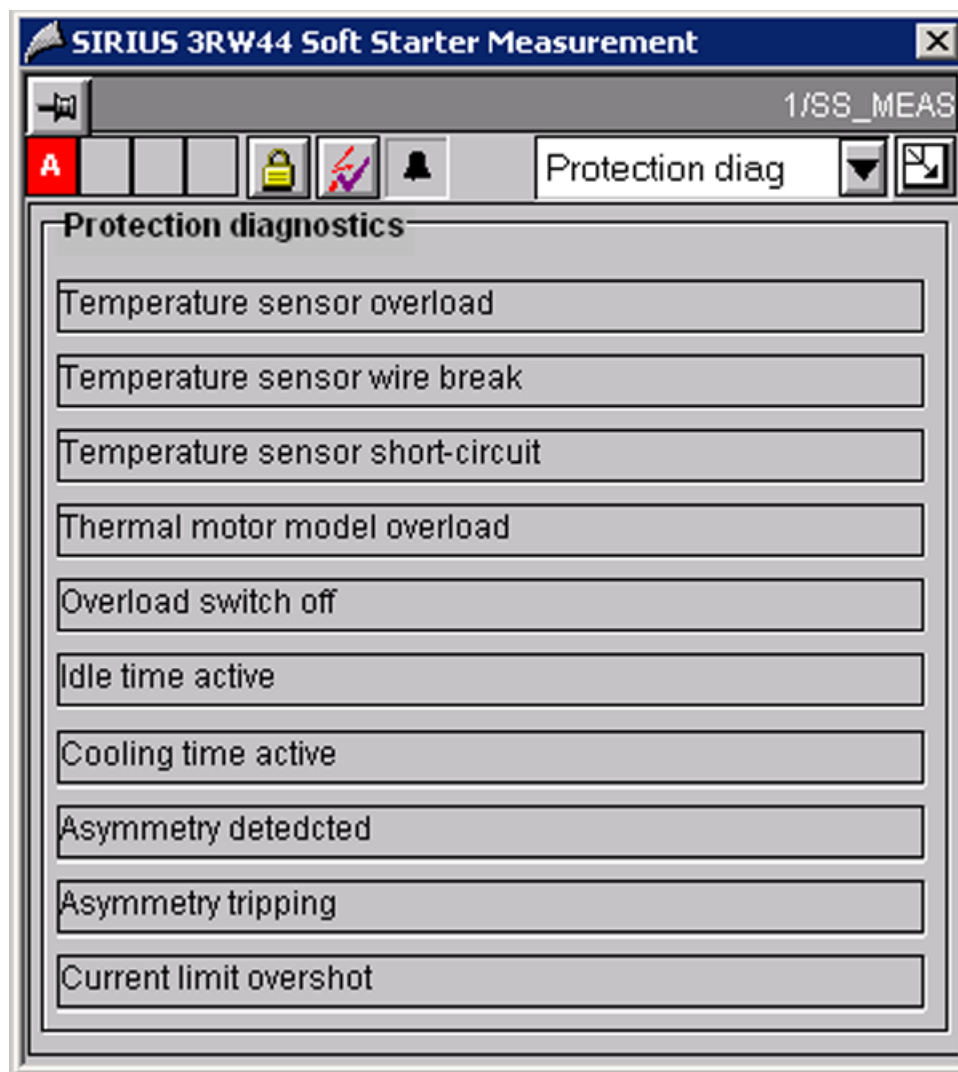 SIRIUS 3RW44 Soft Starter Measurement
1/SS_MEAS
A
Protection diag
Protection diagnostics
Temperature sensor overload
Temperature sensor wire break
Temperature sensor short-circuit
Thermal motor model overload
Overload switch off
Idle time active
Cooling time active
Asymmetry detedcted
Asymmetry tripping
Current limit overshot